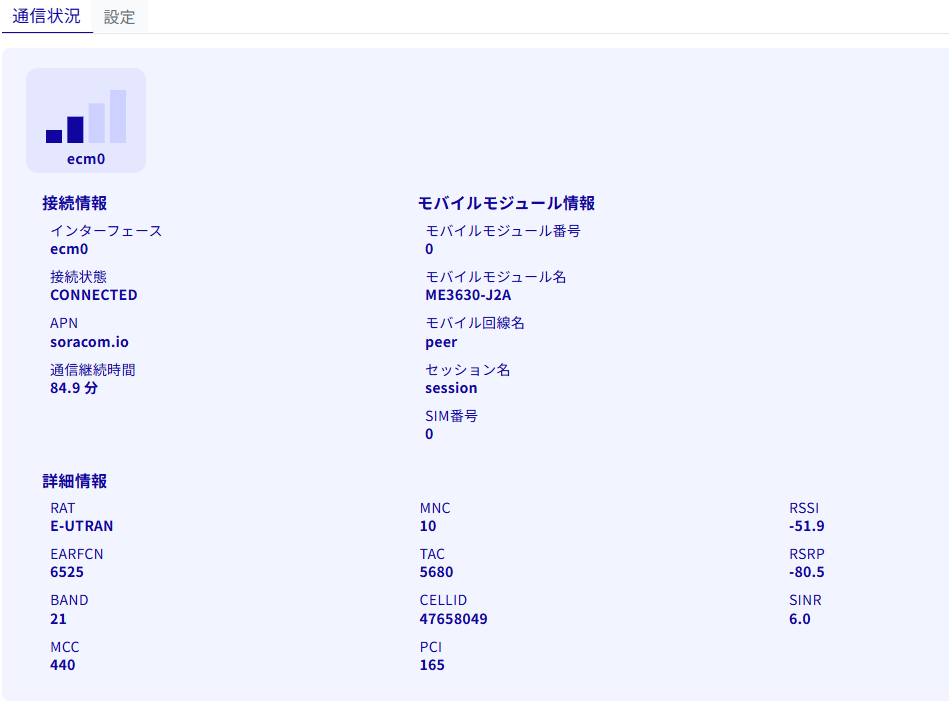 通信状況 設定
ecm0
接続情報
インターフェース
ecm0
接続状態
CONNECTED
APN
soracom.io
通信継続時間
84.9 分
モバイルモジュール情報
モバイルモジュール番号
0
モバイルモジュール名
ME3630-J2A
モバイル回線名
peer
セッション名
session
SIM番号
0
詳細情報
RAT
E-UTRAN
EARFCN
6525
BAND
21
MCC
440
MNC
10
TAC
5680
CELLID
47658049
PCI
165
RSSI
-51.9
RSRP
-80.5
SINR
6.0